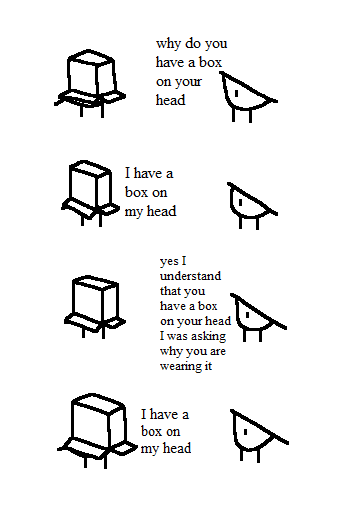 why do you
have a box
on your
head
I have a
box on
my head
yes I
understand
that you
have a box
on your head
I was asking
why you are
wearing it
I have a
box on
my head